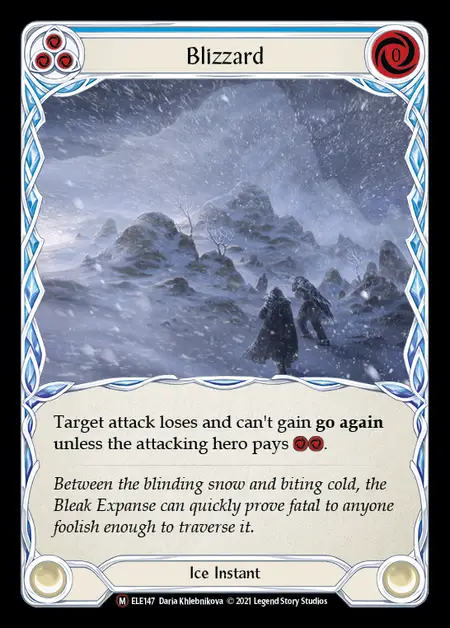 Blizzard
0
Target attack loses and can't gain go again
unless the attacking hero pays .
Between the blinding snow and biting cold, the
Bleak Expanse can quickly prove fatal to anyone
foolish enough to traverse it.
Ice Instant
M ELE147 Daria Khlebnikova © 2021 Legend Story Studios